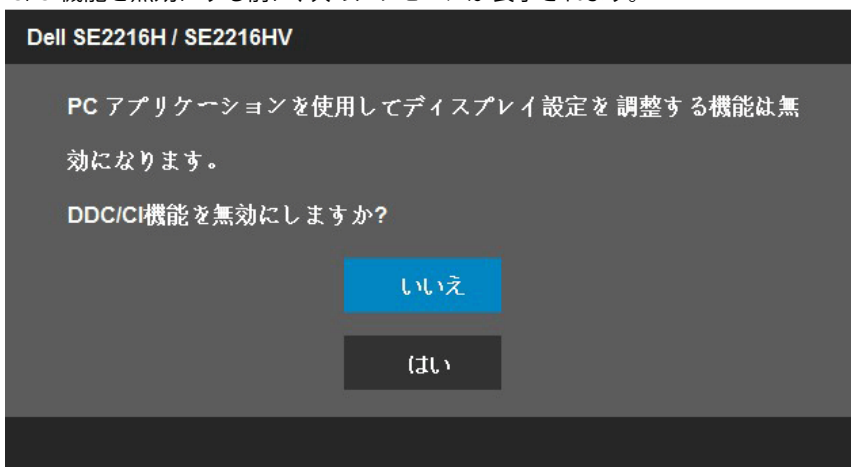 Dell SE2216H / SE2216HV
PC アプリケーションを使用してディスプレイ設定を調整する機能は無
効になります。
DDC/CI機能を無効にしますか?
いいえ
はい